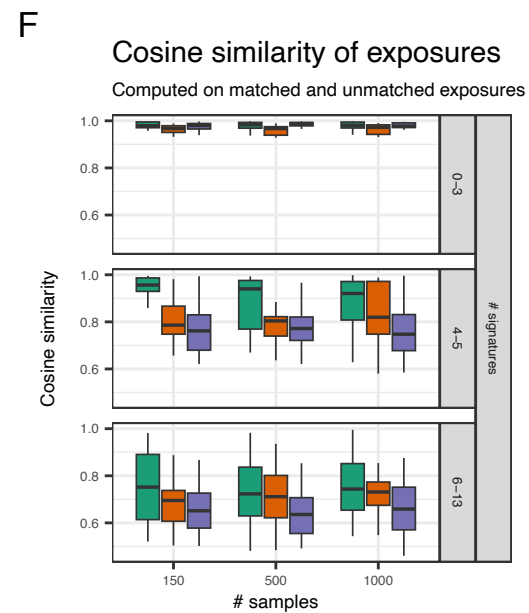 F
Cosine similarity of exposures
Computed on matched and unmatched exposures
Cosine similarity
1.0
0.8
0.6
0−3
1.0
0.8
0.6
4−5
1.0
0.8
0.6
6−13
# signatures
150
500
1000
# samples